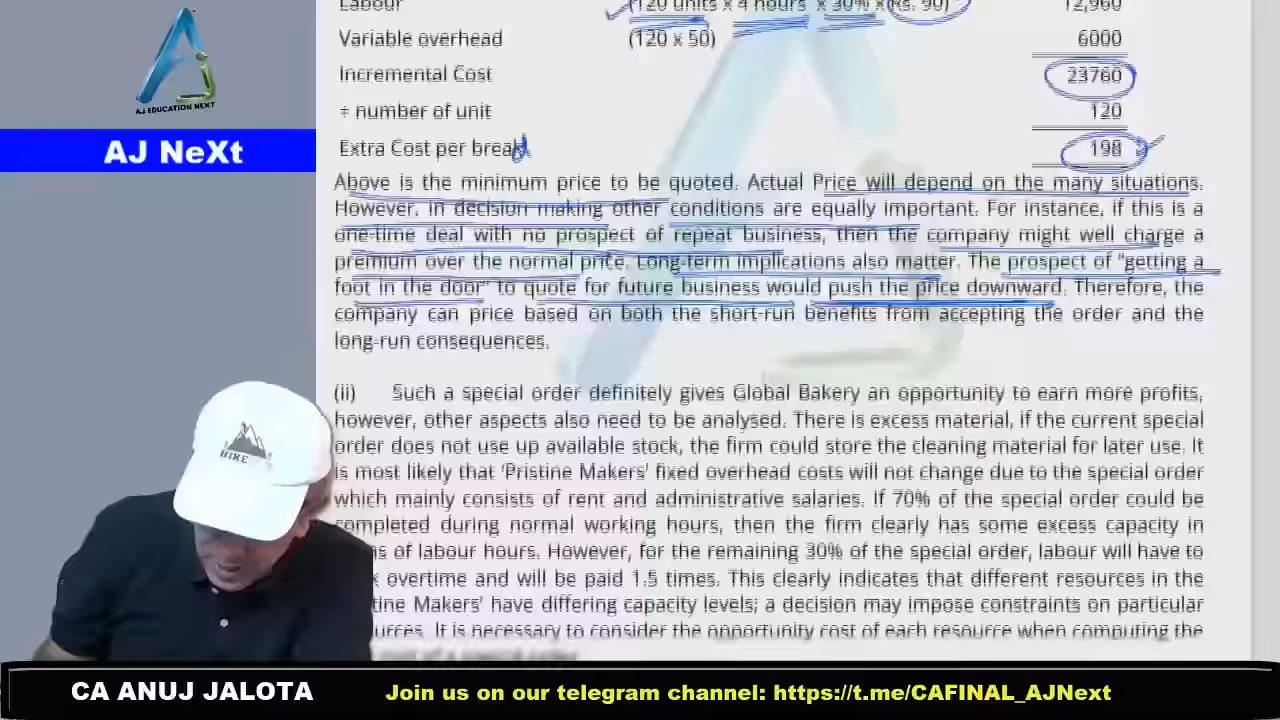 Labour (120 units x 4 hours x 30% x(Rs. 90) 12,960
Variable overhead (120 x 50) 6000
Incremental Cost 23760
÷ number of unit 120
Extra Cost per bread 198
Above is the minimum price to be quoted. Actual Price will depend on the many situations.
However, in decision making other conditions are equally important. For instance, if this is a
one-time deal with no prospect of repeat business, then the company might well charge a
premium over the normal price. Long-term implications also matter. The prospect of "getting a
foot in the door" to quote for future business would push the price downward. Therefore, the
company can price based on both the short-run benefits from accepting the order and the
long-run consequences.
(ii) Such a special order definitely gives Global Bakery an opportunity to earn more profits,
however, other aspects also need to be analysed. There is excess material, if the current special
order does not use up available stock, the firm could store the cleaning material for later use. It
is most likely that 'Pristine Makers' fixed overhead costs will not change due to the special order
which mainly consists of rent and administrative salaries. If 70% of the special order could be
completed during normal working hours, then the firm clearly has some excess capacity in
of labour hours. However, for the remaining 30% of the special order, labour will have to
overtime and will be paid 1.5 times. This clearly indicates that different resources in the
Makers' have differing capacity levels; a decision may impose constraints on particular
It is necessary to consider the opportunity cost of each resource when computing the
cost of a special order
AJ EDUCATION NEXT
AJ NeXt
HIKE
CA ANUJ JALOTA
Join us on our telegram channel: https://t.me/CAFINAL_AJNext